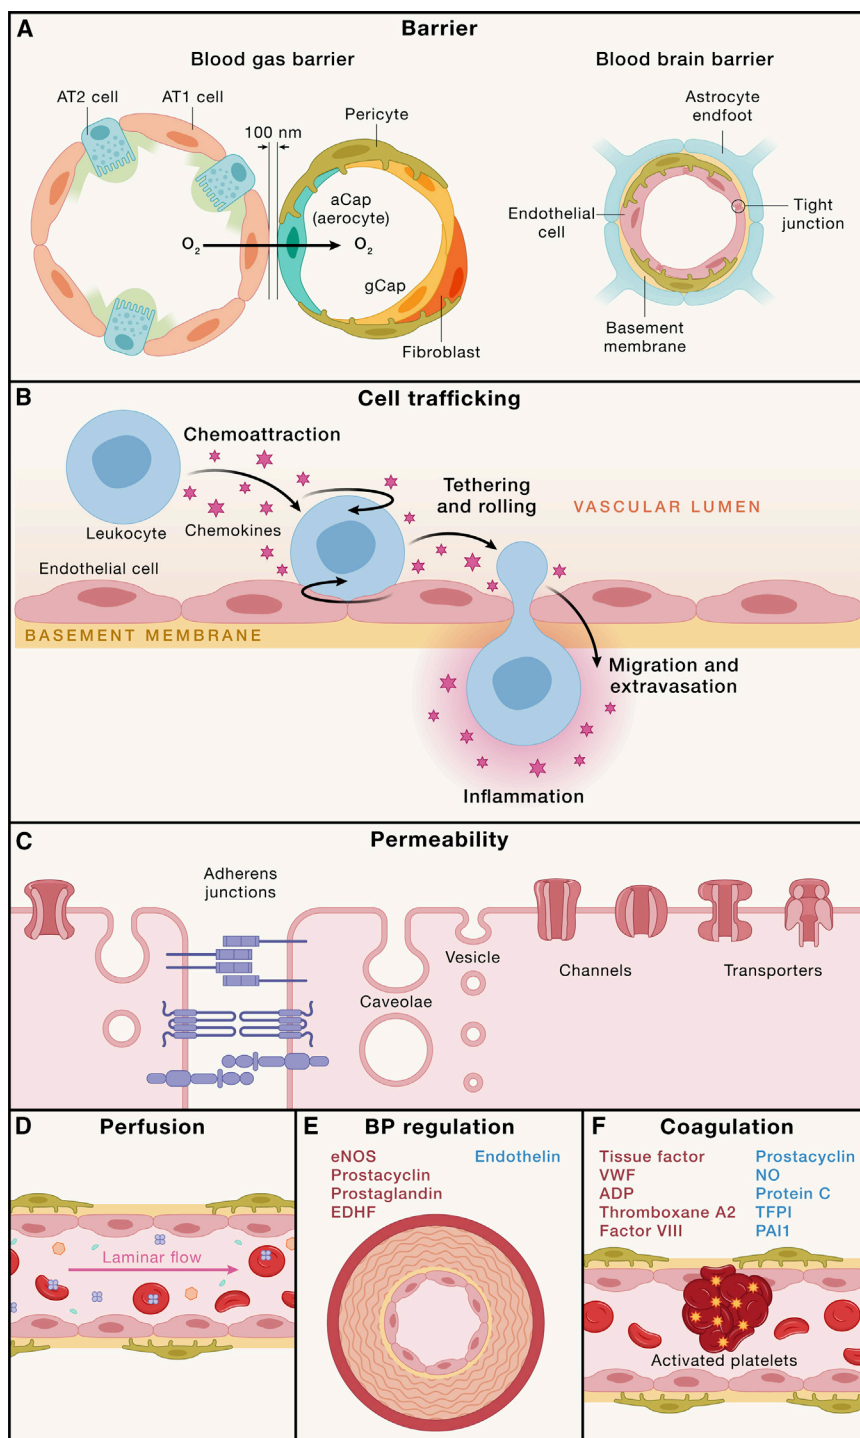 A
Barrier
Blood gas barrier
Blood brain barrier
AT2 cell
AT1 cell
100 nm
Pericyte
aCap
(aerocyte)
O2
O2
gCap
Fibroblast
Astrocyte
endfoot
Endothelial
cell
Tight
junction
Basement
membrane
B
Cell trafficking
Chemoattraction
Leukocyte
Chemokines
Tethering
and rolling
VASCULAR LUMEN
Endothelial cell
BASEMENT MEMBRANE
Migration and
extravasation
Inflammation
C
Permeability
Adherens
junctions
Vesicle
Caveolae
Channels
Transporters
D
Perfusion
Laminar flow
E
BP regulation
eNOS
Prostacyclin
Prostaglandin
EDHF
Endothelin
F
Coagulation
Tissue factor
VWF
ADP
Thromboxane A2
Factor VIII
Prostacyclin
NO
Protein C
TFPI
PAI1
Activated platelets